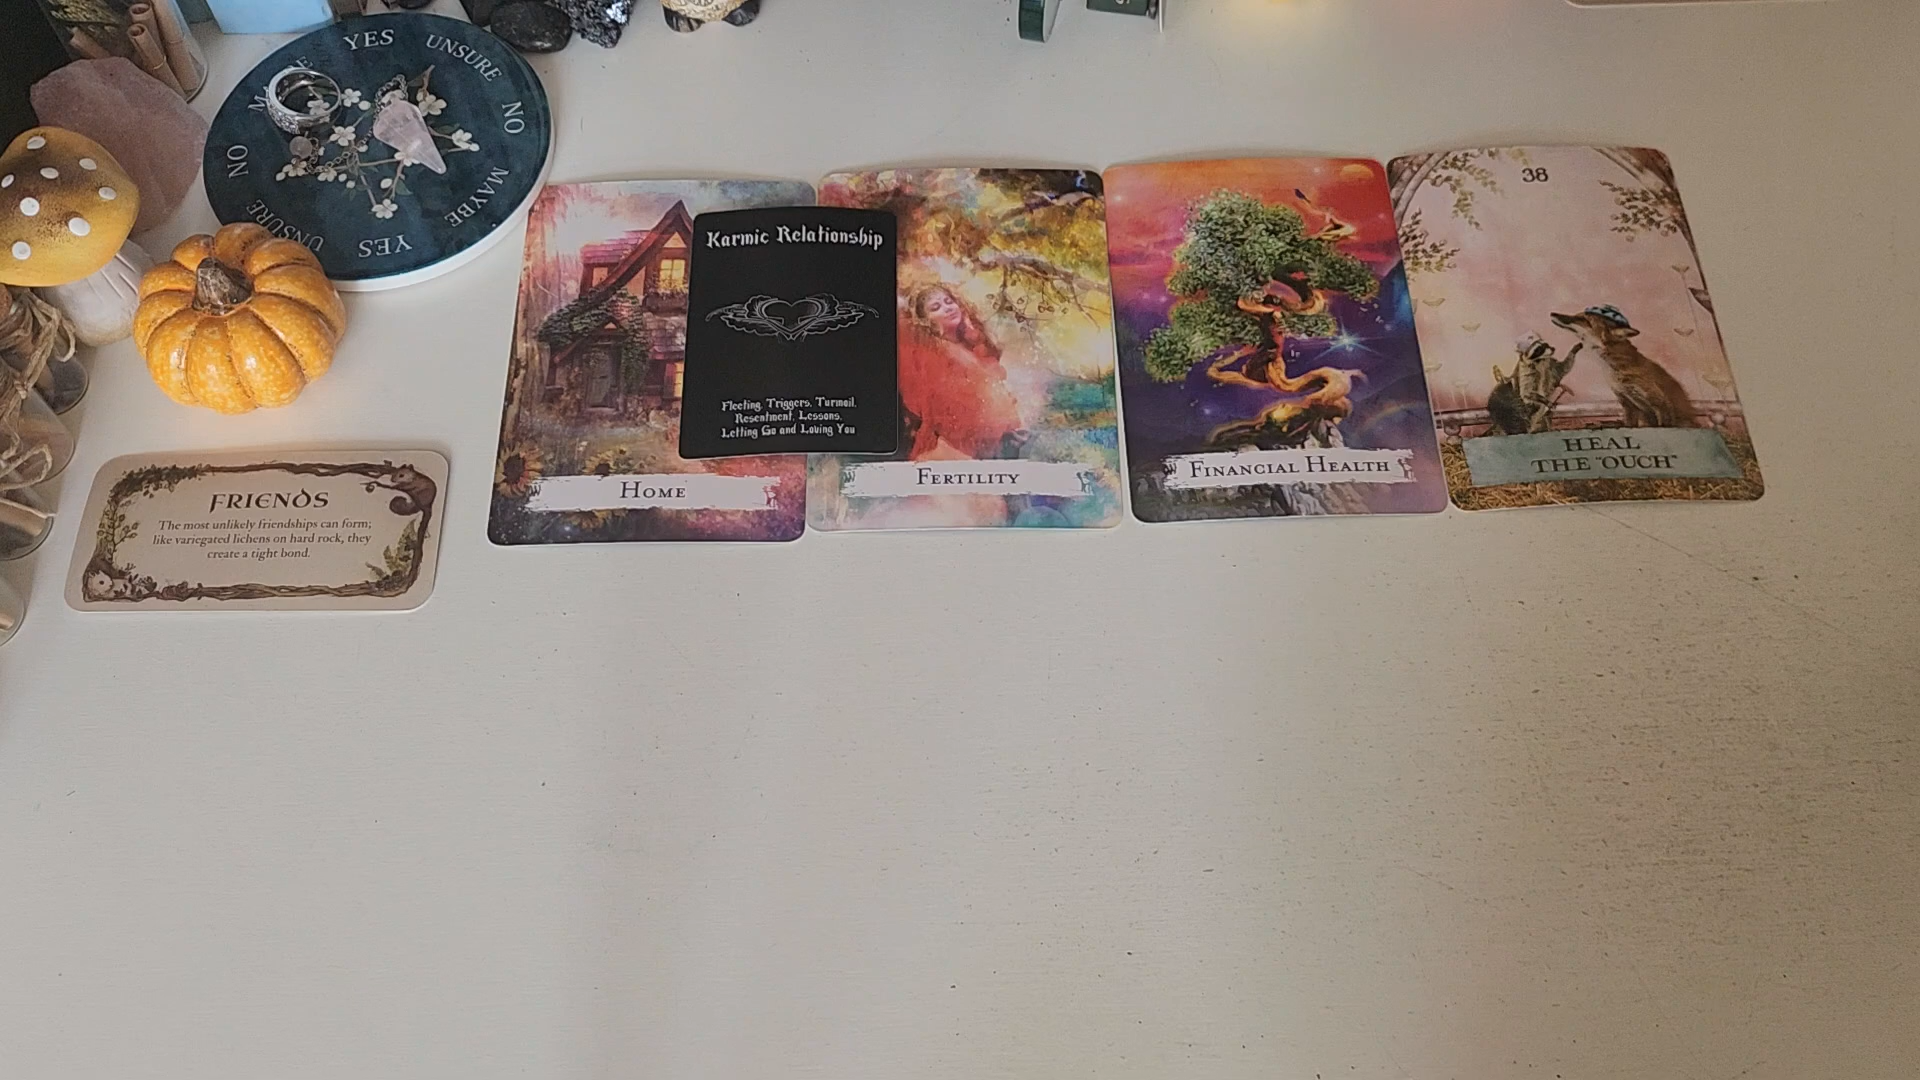 YES
UNSURE
NO
MAYBE
YES
UNSURE
NO
Karmic Relationship
Fleeting, Triggers, Turmoil,
Resentment, Lessons,
Letting Go and Loving You
HOME
FERTILITY
FINANCIAL HEALTH
38
HEAL
THE "OUCH"
FRIENDS
The most unlikely friendships can form;
like variegated lichens on hard rock, they
create a tight bond.